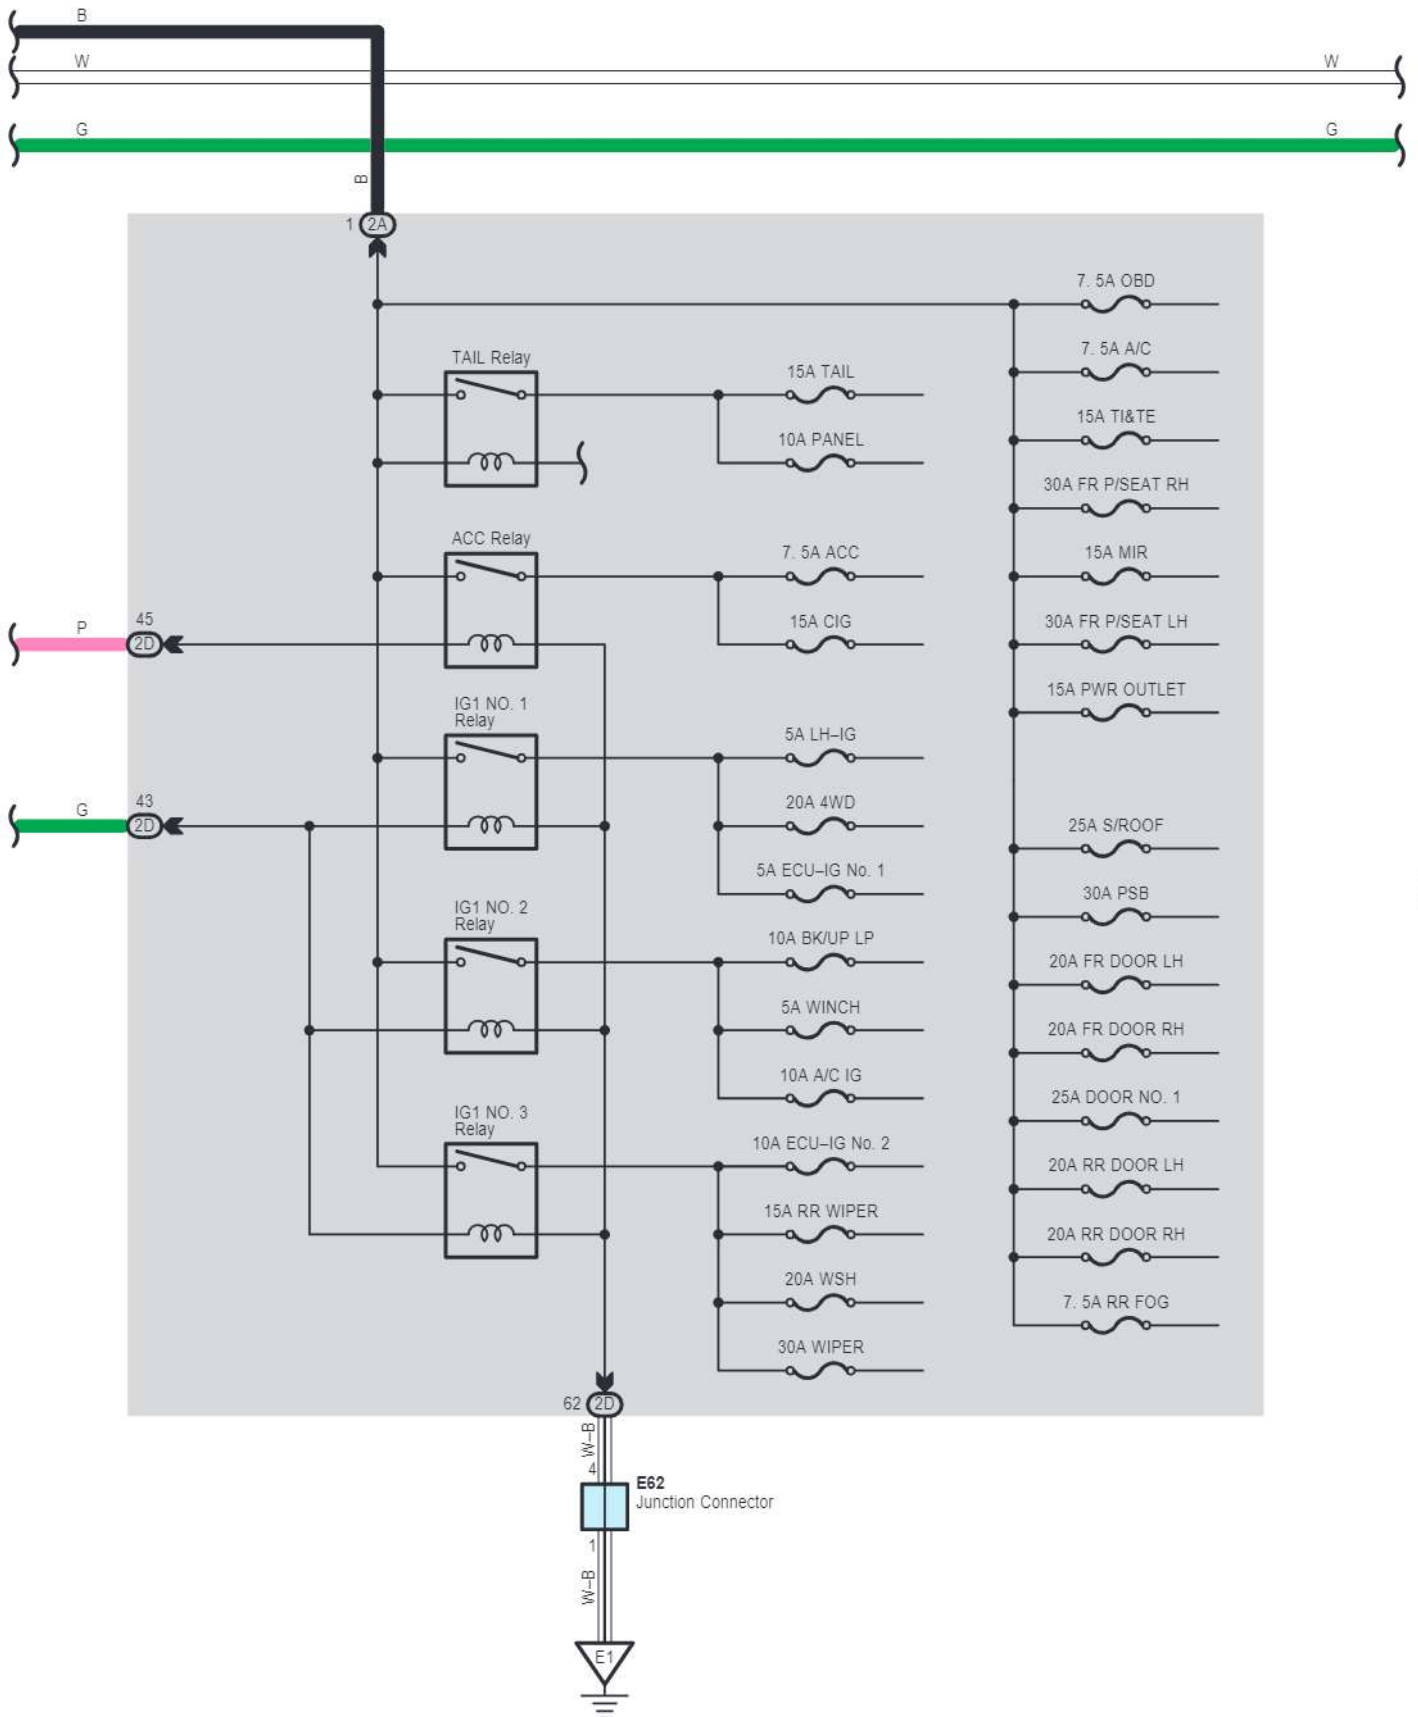 B
W
W
G
G
B
1 2A
7. 5A OBD
TAIL Relay
7. 5A A/C
15A TAIL
15A TI&TE
10A PANEL
30A FR P/SEAT RH
ACC Relay
7. 5A ACC
15A MIR
45
P
2D
15A CIG
30A FR P/SEAT LH
IG1 NO. 1
Relay
15A PWR OUTLET
5A LH–IG
43
G
2D
20A 4WD
25A S/ROOF
5A ECU–IG No. 1
30A PSB
IG1 NO. 2
Relay
10A BK/UP LP
20A FR DOOR LH
5A WINCH
20A FR DOOR RH
10A A/C IG
25A DOOR NO. 1
IG1 NO. 3
Relay
10A ECU–IG No. 2
20A RR DOOR LH
15A RR WIPER
20A RR DOOR RH
20A WSH
7. 5A RR FOG
30A WIPER
62 2D
W–B
4
E62
Junction Connector
1
W–B
E1